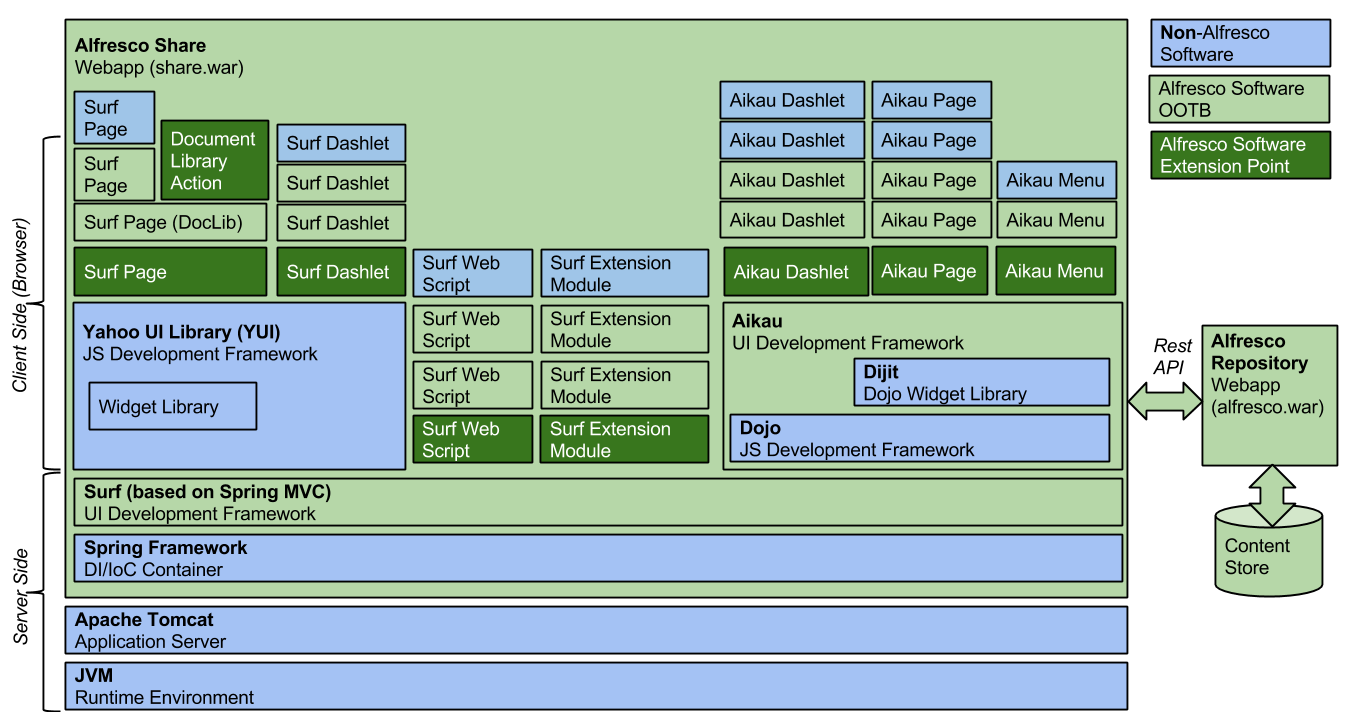 Alfresco Share
Webapp (share.war)
Surf
Page
Surf
Page
Document
Library
Action
Surf Page (DocLib)
Surf Page
Surf Dashlet
Surf Dashlet
Surf Dashlet
Surf Dashlet
Surf Web
Script
Surf Extension
Module
Surf Web
Script
Surf Extension
Module
Surf Web
Script
Surf Extension
Module
Surf Web
Script
Surf Extension
Module
Aikau Dashlet
Aikau Page
Aikau Dashlet
Aikau Page
Aikau Dashlet
Aikau Page
Aikau Menu
Aikau Dashlet
Aikau Page
Aikau Menu
Aikau Dashlet
Aikau Page
Aikau Menu
Yahoo UI Library (YUI)
JS Development Framework
Widget Library
Aikau
UI Development Framework
Dijit
Dojo Widget Library
Dojo
JS Development Framework
Surf (based on Spring MVC)
UI Development Framework
Spring Framework
DI/IoC Container
Apache Tomcat
Application Server
JVM
Runtime Environment
Client Side (Browser)
Server Side
Non-Alfresco
Software
Alfresco Software
OOTB
Alfresco Software
Extension Point
Rest
API
Alfresco
Repository
Webapp
(alfresco.war)
Content
Store